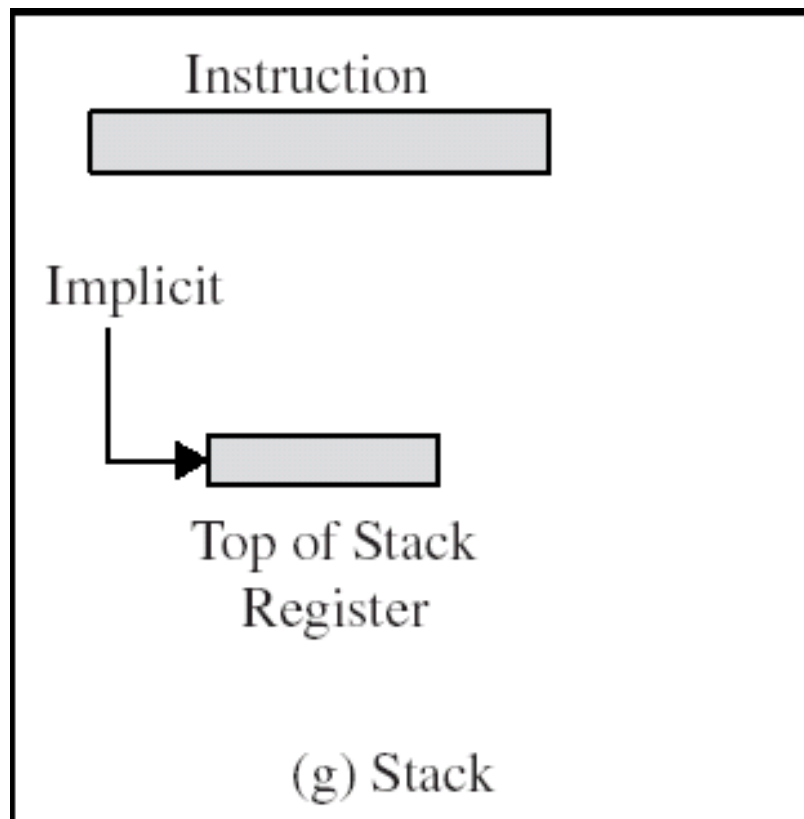 Instruction
Implicit
Top of Stack
Register
(g) Stack